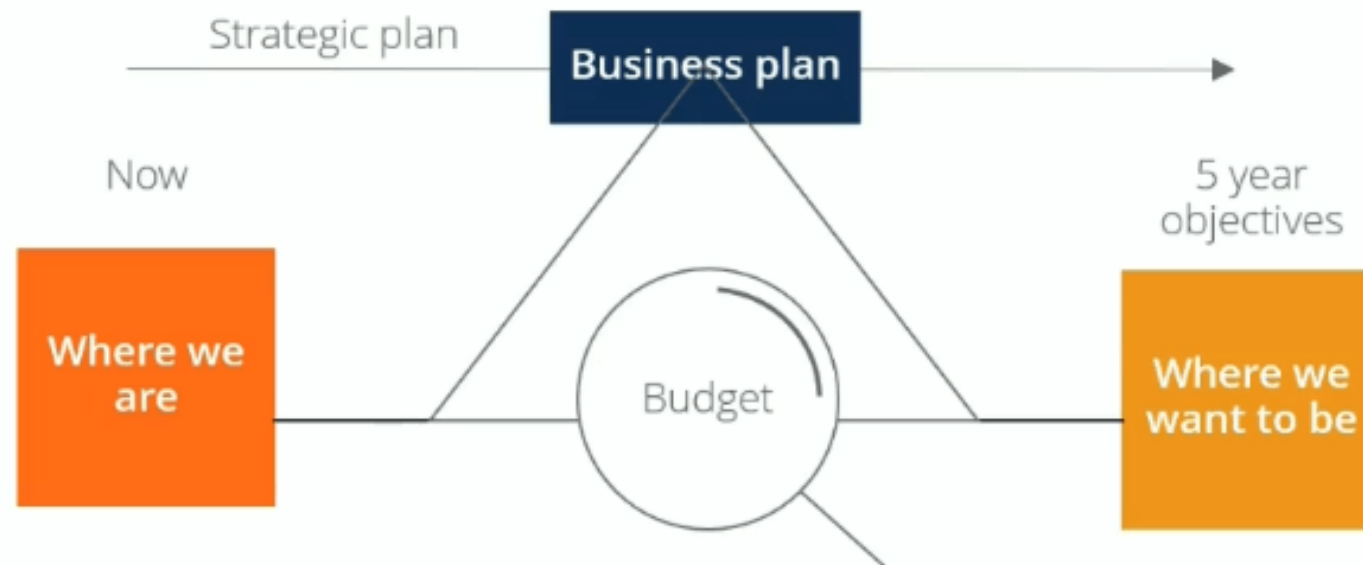 Strategic plan
Business plan
Now
5 year
objectives
Where we
are
Budget
Where we
want to be